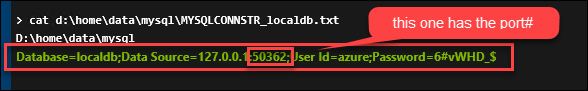 > cat d:\home\data\mysql\MYSQLCONNSTR_localdb.txt
this one has the port#
D:\home\data\mysql
Database=localdb;Data Source=127.0.0.1:50362;User Id=azure;Password=6#vWHD_$